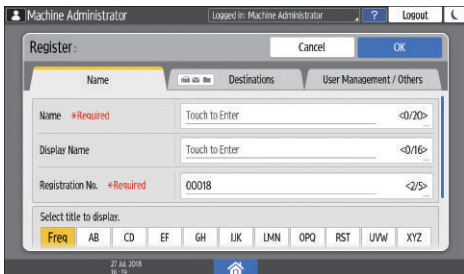 Machine Administrator Logged in: Machine Administrator ? Logout
Register: Cancel OK
Name Destinations User Management / Others
Name *Required Touch to Enter <0/20>
Display Name Touch to Enter <0/16>
Registration No. *Required 00018 <2/5>
Select title to display.
Freq AB CD EF GH IJK LMN OPQ RST UVW XYZ
27 Jul. 2018
16:19